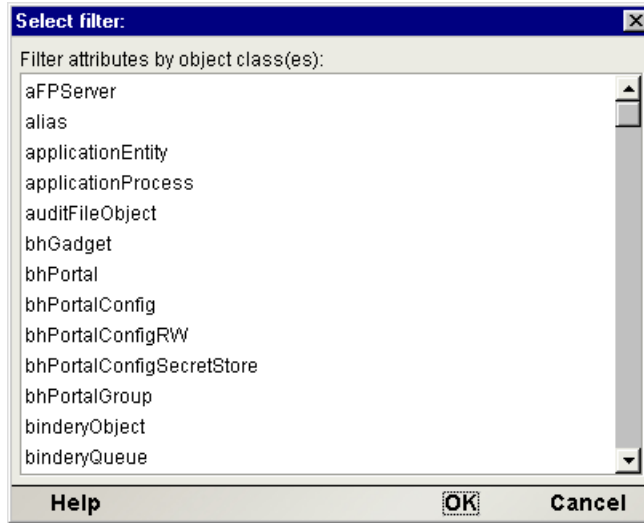 Select filter:
Filter attributes by object class(es):
aFPServer
alias
applicationEntity
applicationProcess
auditFileObject
bhGadget
bhPortal
bhPortalConfig
bhPortalConfigRW
bhPortalConfigSecretStore
bhPortalGroup
binderyObject
binderyQueue
Help OK Cancel